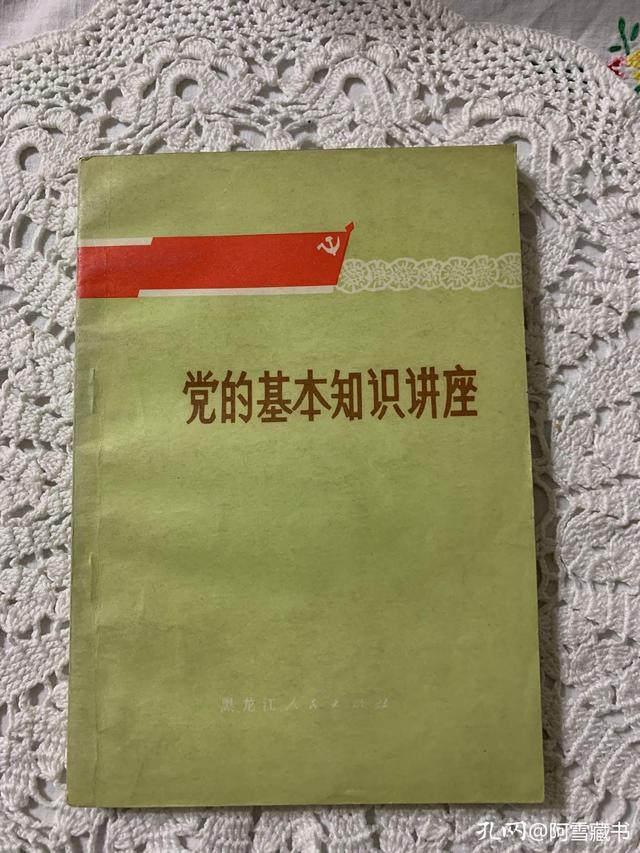 党的基本知识讲座
黑龙江人民出版社
孔网@阿雪藏书